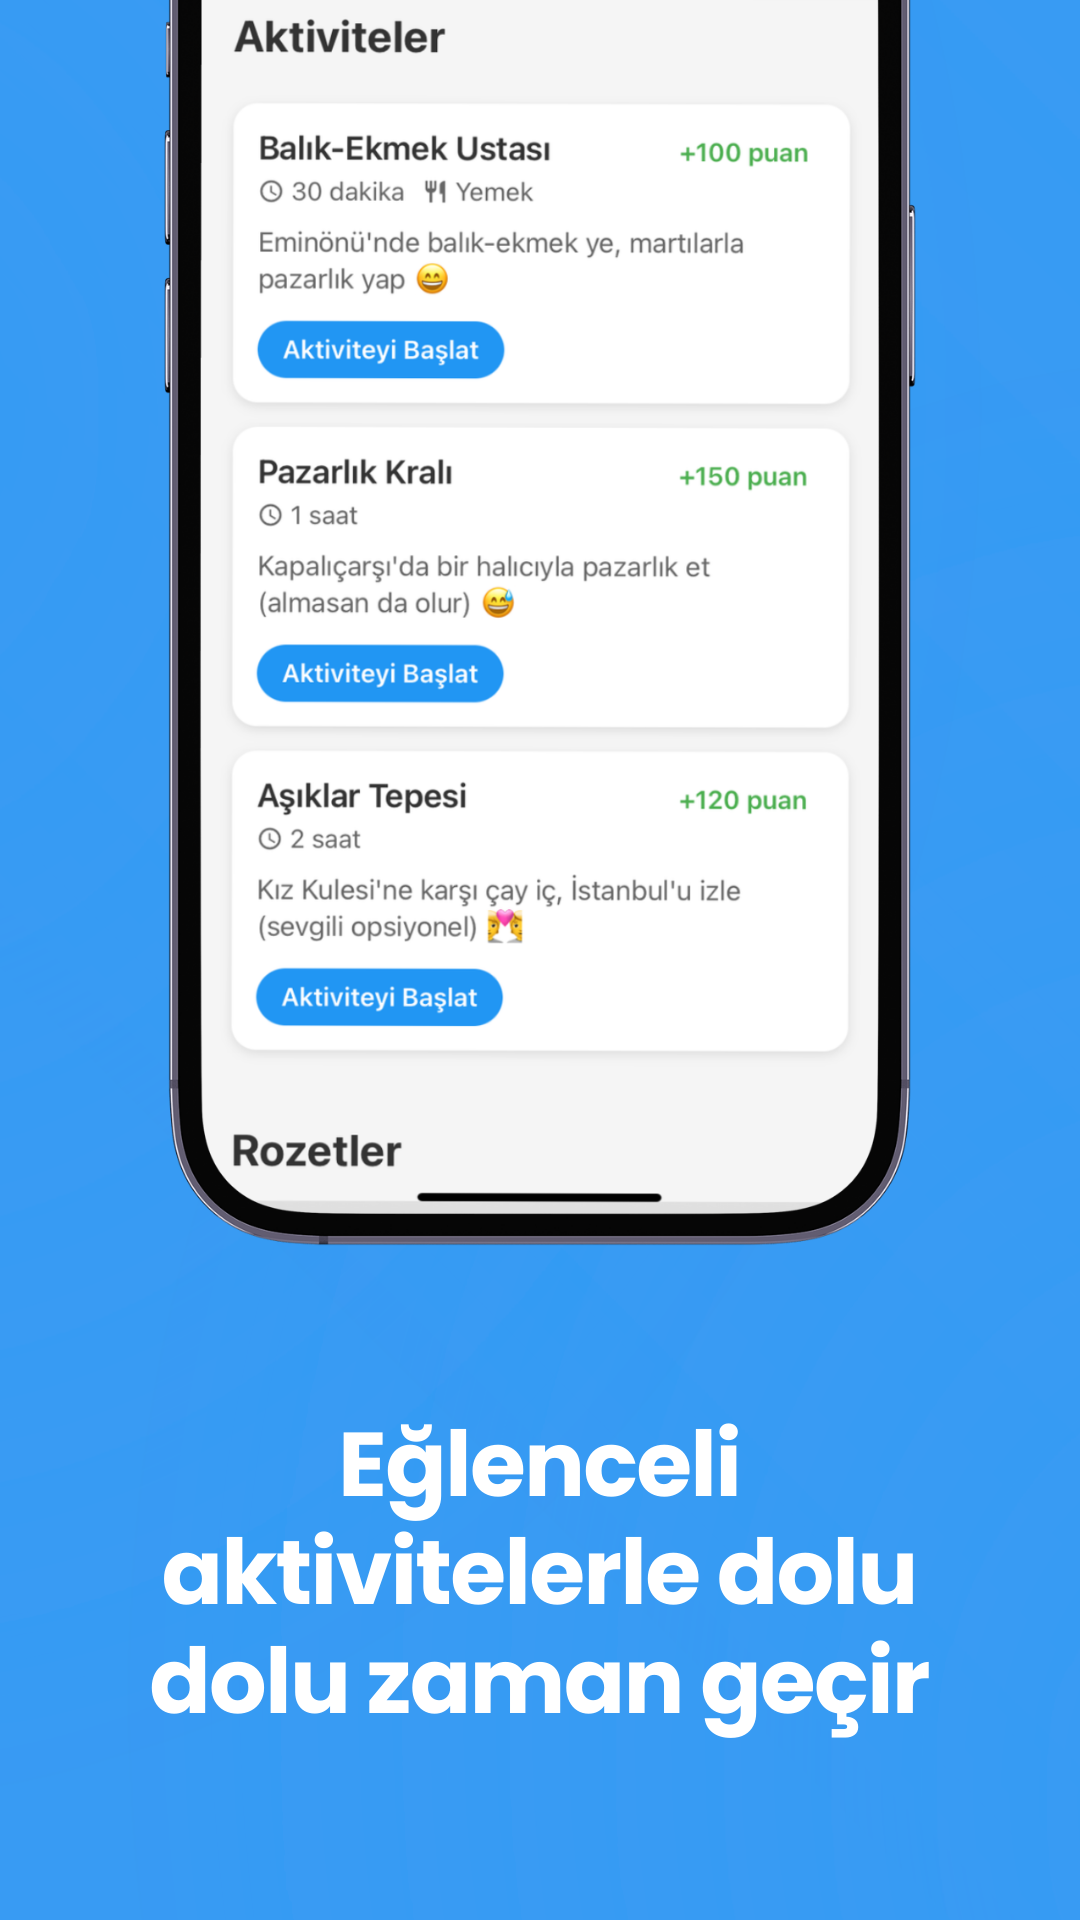 Aktiviteler
Balık-Ekmek Ustası
+100 puan
30 dakika Yemek
Eminönü'nde balık-ekmek ye, martılarla
pazarlık yap 😄
Aktiviteyi Başlat
Pazarlık Kralı
+150 puan
1 saat
Kapalıçarşı'da bir halıcıyla pazarlık et
(almasan da olur) 😅
Aktiviteyi Başlat
Aşıklar Tepesi
+120 puan
2 saat
Kız Kulesi'ne karşı çay iç, İstanbul'u izle
(sevgili opsiyonel) 💑
Aktiviteyi Başlat
Rozetler
Eğlenceli
aktivitelerle dolu
dolu zaman geçir